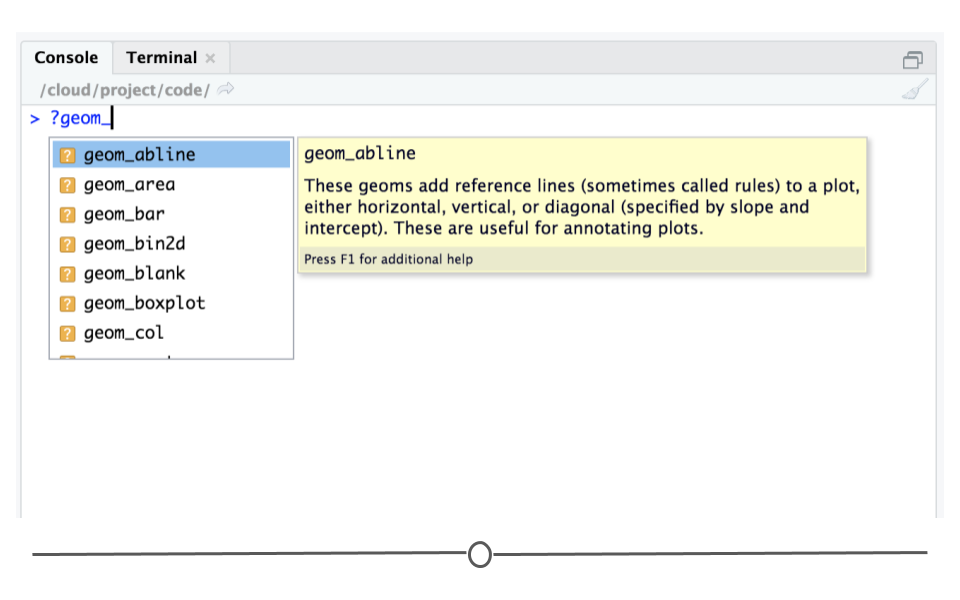 Console Terminal ×
/cloud/project/code/
> ?geom_
geom_abline
geom_area
geom_bar
geom_bin2d
geom_blank
geom_boxplot
geom_col
geom_abline
These geoms add reference lines (sometimes called rules) to a plot,
either horizontal, vertical, or diagonal (specified by slope and
intercept). These are useful for annotating plots.
Press F1 for additional help